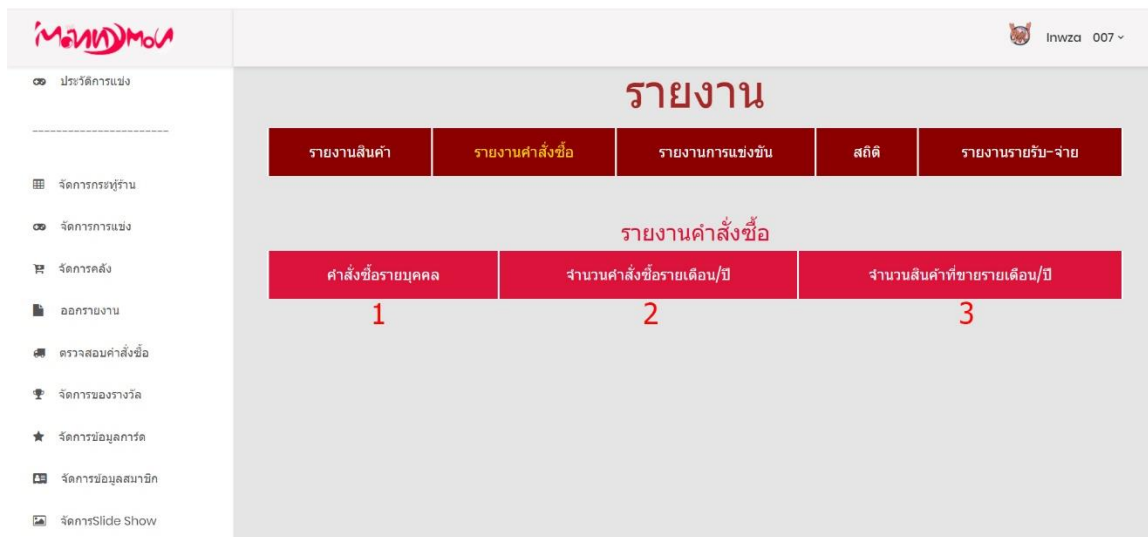 Inwza 007
ประวัติการแข่ง
-----------------------
จัดการกระทู้ร้าน
จัดการการแข่ง
จัดการคลัง
ออกรายงาน
ตรวจสอบคำสั่งซื้อ
จัดการของรางวัล
จัดการข้อมูลการ์ด
จัดการข้อมูลสมาชิก
จัดการSlide Show
รายงาน
รายงานสินค้า รายงานคำสั่งซื้อ รายงานการแข่งขัน สถิติ รายงานรายรับ-จ่าย
รายงานคำสั่งซื้อ
คำสั่งซื้อรายบุคคล จำนวนคำสั่งซื้อรายเดือน/ปี จำนวนสินค้าที่ขายรายเดือน/ปี
1 2 3